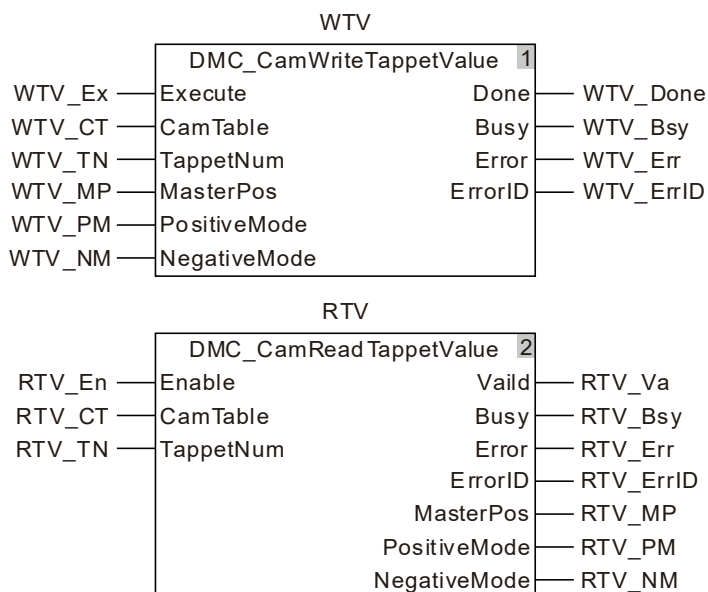 WTV
DMC_CamWriteTappetValue 1
WTV_Ex Execute Done WTV_Done
WTV_CT CamTable Busy WTV_Bsy
WTV_TN TappetNum Error WTV_Err
WTV_MP MasterPos ErrorID WTV_ErrID
WTV_PM PositiveMode
WTV_NM NegativeMode
RTV
DMC_CamReadTappetValue 2
RTV_En Enable Vaild RTV_Va
RTV_CT CamTable Busy RTV_Bsy
RTV_TN TappetNum Error RTV_Err
ErrorID RTV_ErrID
MasterPos RTV_MP
PositiveMode RTV_PM
NegativeMode RTV_NM